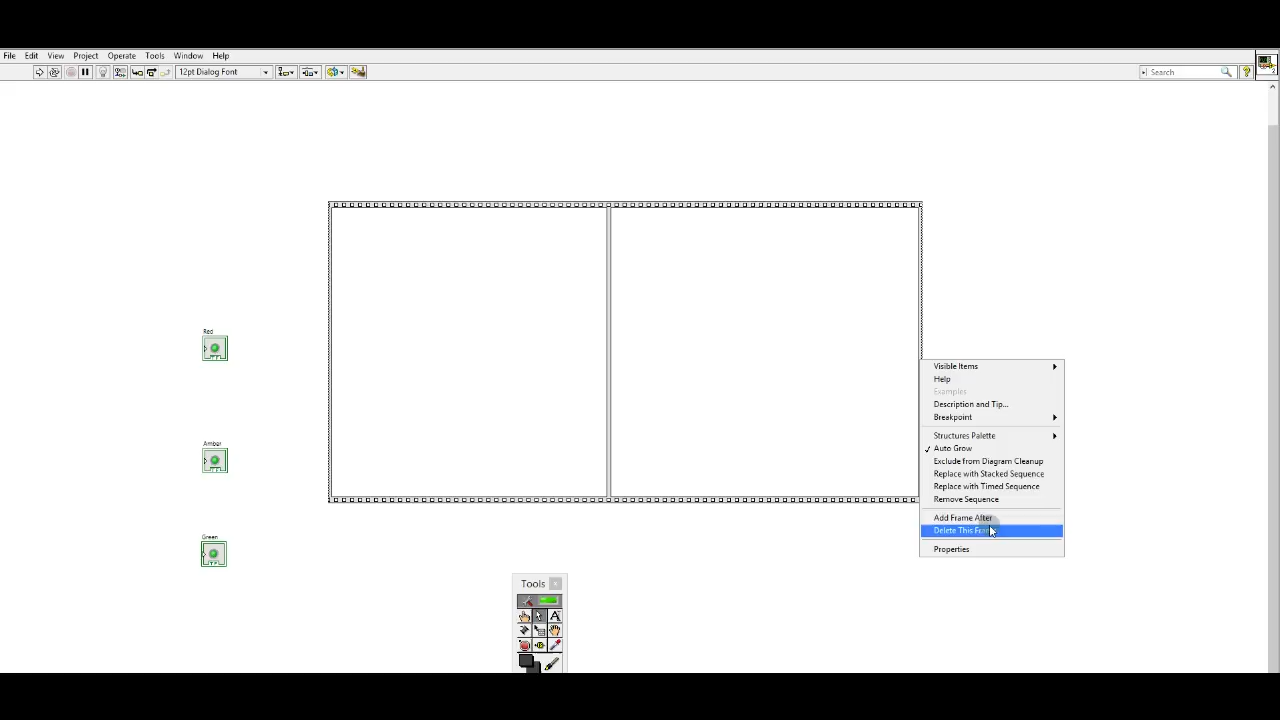 File Edit View Project Operate Tools Window Help
12pt Dialog Font
Search
?
Red
Amber
Green
Visible Items
Help
Examples
Description and Tip...
Breakpoint
Structures Palette
Auto Grow
Exclude from Diagram Cleanup
Replace with Stacked Sequence
Replace with Timed Sequence
Remove Sequence
Add Frame After
Delete This
Properties
Tools
A